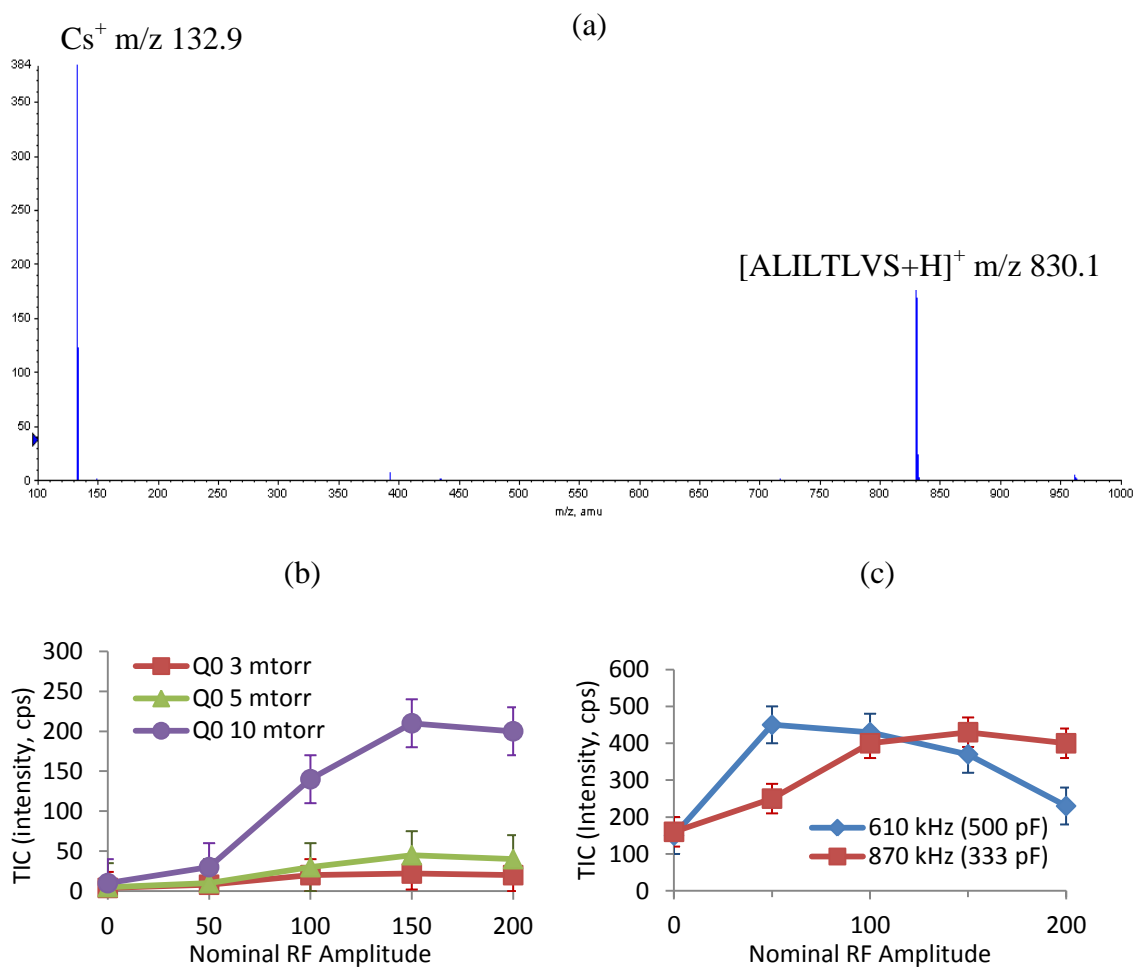 Cs⁺ m/z 132.9
(a)
384
350
300
250
200
150
100
50
0
[ALILTLVS+H]⁺ m/z 830.1
100 150 200 250 300 350 400 450 500 550 600 650 700 750 800 850 900 950 1000
m/z, amu
(b)
300
250
200
150
100
50
0
TIC (intensity, cps)
Q0 3 mtorr
Q0 5 mtorr
Q0 10 mtorr
0 50 100 150 200
Nominal RF Amplitude
(c)
600
500
400
300
200
100
0
TIC (Intensity, cps)
610 kHz (500 pF)
870 kHz (333 pF)
0 100 200
Nominal RF Amplitude